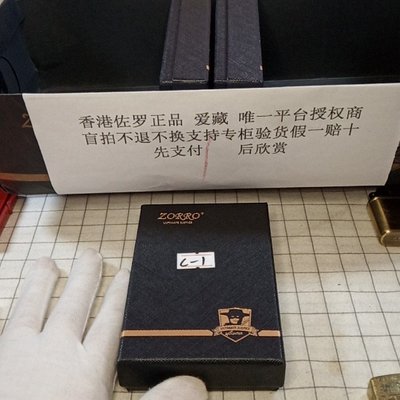 香港佐罗正品 爱藏 唯一平台授权商
盲拍不退不换支持专柜验货假一赔十
先支付 后欣赏
ZORRO
L-1